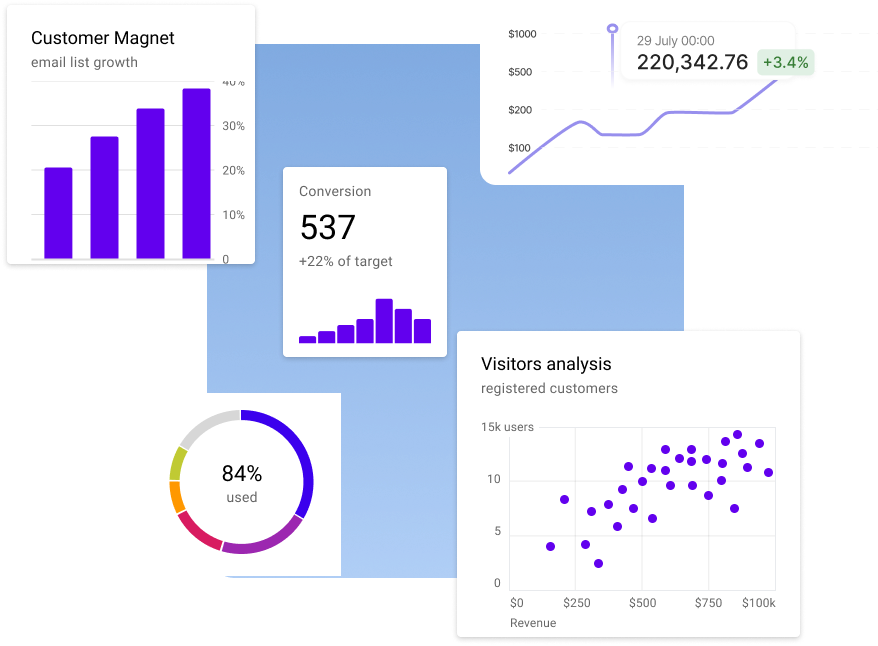 Customer Magnet
email list growth
40%
30%
20%
10%
0
$1000
$500
$200
$100
29 July 00:00
220,342.76
+3.4%
Conversion
537
+22% of target
84%
used
Visitors analysis
registered customers
15k users
10
5
0
$0
$250
$500
$750
$100k
Revenue